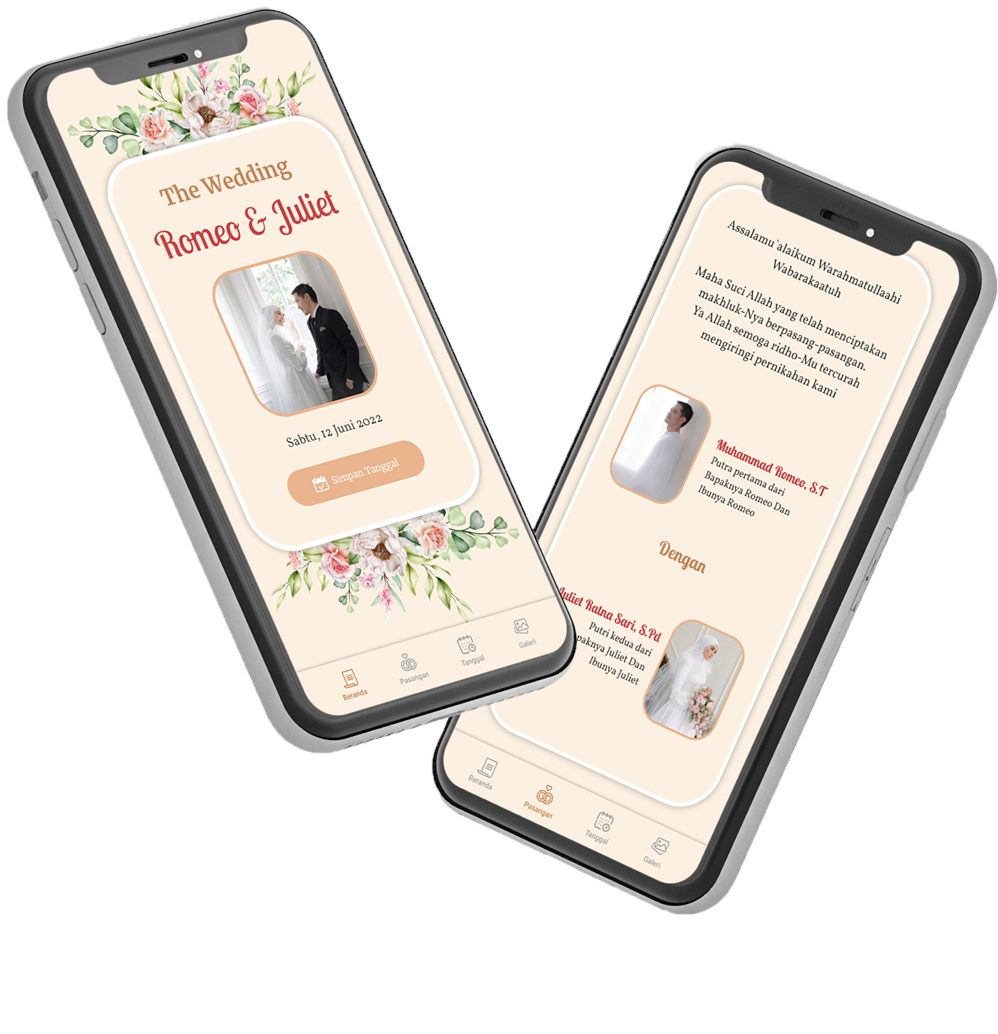 The Wedding
Romeo & Juliet
Sabtu, 12 Juni 2022
Simpan Tanggal
Beranda
Pasangan
Tanggal
Galeri
Assalamu`alaikum Warahmatullaahi
Wabarakaatuh
Maha Suci Allah yang telah menciptakan
makhluk-Nya berpasang-pasangan.
Ya Allah semoga ridho-Mu tercurah
mengiringi pernikahan kami
Muhammad Romeo, S.T
Putra pertama dari
Bapaknya Romeo Dan
Ibunya Romeo
Dengan
Juliet Ratna Sari, S.Pd
Putri kedua dari
paknya Juliet Dan
Ibunya Juliet
Beranda
Pasangan
Tanggal
Galeri